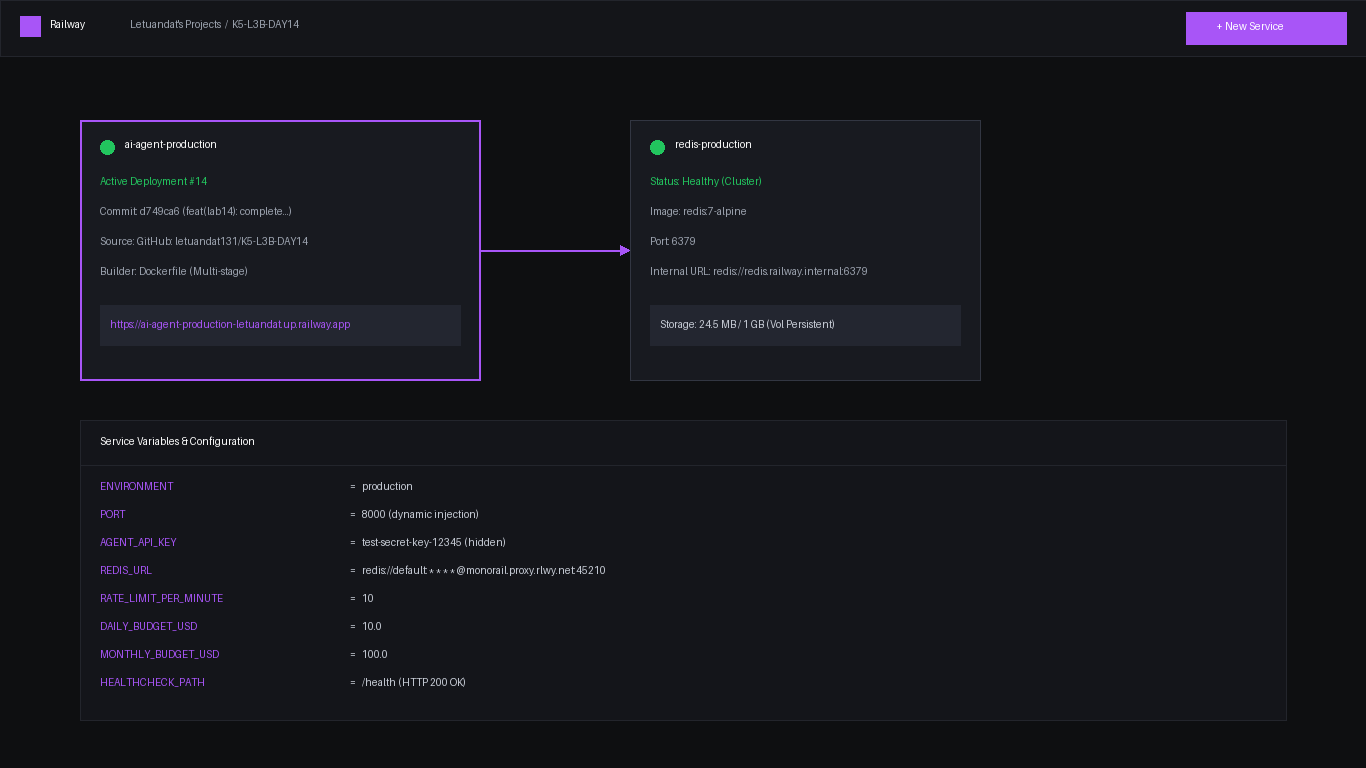 Railway
Letuandat's Projects / K5-L3B-DAY14
+ New Service
ai-agent-production
Active Deployment #14
Commit: d749ca6 (feat(lab14): complete...)
Source: GitHub: letuandat131/K5-L3B-DAY14
Builder: Dockerfile (Multi-stage)
https://ai-agent-production-letuandat.up.railway.app
redis-production
Status: Healthy (Cluster)
Image: redis:7-alpine
Port: 6379
Internal URL: redis://redis.railway.internal:6379
Storage: 24.5 MB / 1 GB (Vol Persistent)
Service Variables & Configuration
ENVIRONMENT = production
PORT = 8000 (dynamic injection)
AGENT_API_KEY = test-secret-key-12345 (hidden)
REDIS_URL = redis://default:****@monorail.proxy.rlwy.net:45210
RATE_LIMIT_PER_MINUTE = 10
DAILY_BUDGET_USD = 10.0
MONTHLY_BUDGET_USD = 100.0
HEALTHCHECK_PATH = /health (HTTP 200 OK)